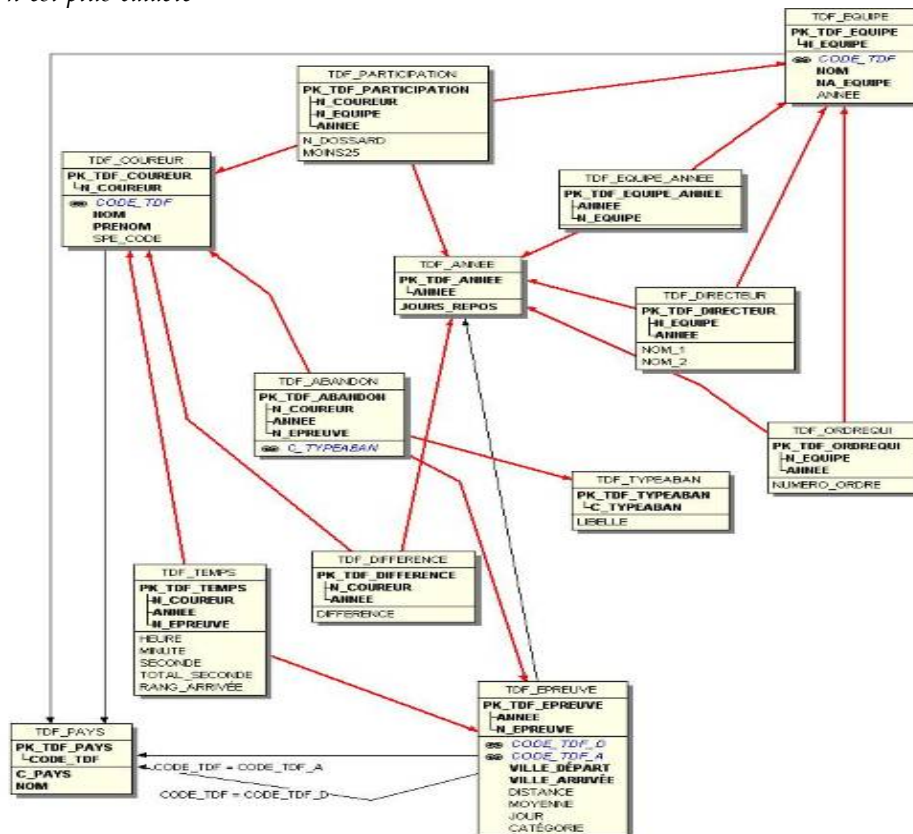 TDF_EQUIPE
PK_TDF_EQUIPE
N_EQUIPE
CODE_TDF
NOM
NA_EQUIPE
ANNEE
TDF_PARTICIPATION
PK_TDF_PARTICIPATION
N_COUREUR
N_EQUIPE
ANNEE
N_DOSSARD
MOINS25
TDF_COUREUR
PK_TDF_COUREUR
N_COUREUR
CODE_TDF
NOM
PRENOM
SPE_CODE
TDF_EQUIPE_ANNEE
PK_TDF_EQUIPE_ANNEE
ANNEE
N_EQUIPE
TDF_ANNEE
PK_TDF_ANNEE
ANNEE
JOURS_REPOS
TDF_DIRECTEUR
PK_TDF_DIRECTEUR
N_EQUIPE
ANNEE
NOM_1
NOM_2
TDF_ABANDON
PK_TDF_ABANDON
N_COUREUR
ANNEE
N_EPREUVE
C_TYPEABAN
TDF_ORDREQUI
PK_TDF_ORDREQUI
N_EQUIPE
ANNEE
NUMERO_ORDRE
TDF_TYPEABAN
PK_TDF_TYPEABAN
C_TYPEABAN
LIBELLE
TDF_DIFFERENCE
PK_TDF_DIFFERENCE
N_COUREUR
ANNEE
DIFFERENCE
TDF_TEMPS
PK_TDF_TEMPS
N_COUREUR
ANNEE
N_EPREUVE
HEURE
MINUTE
SECONDE
TOTAL_SECONDE
RANG_ARRIVÉE
TDF_EPREUVE
PK_TDF_EPREUVE
ANNEE
N_EPREUVE
CODE_TDF_D
CODE_TDF_A
VILLE_DÉPART
VILLE_ARRIVÉE
DISTANCE
MOYENNE
JOUR
CATÉGORIE
TDF_PAYS
PK_TDF_PAYS
CODE_TDF
C_PAYS
NOM
CODE_TDF = CODE_TDF_A
CODE_TDF = CODE_TDF_D